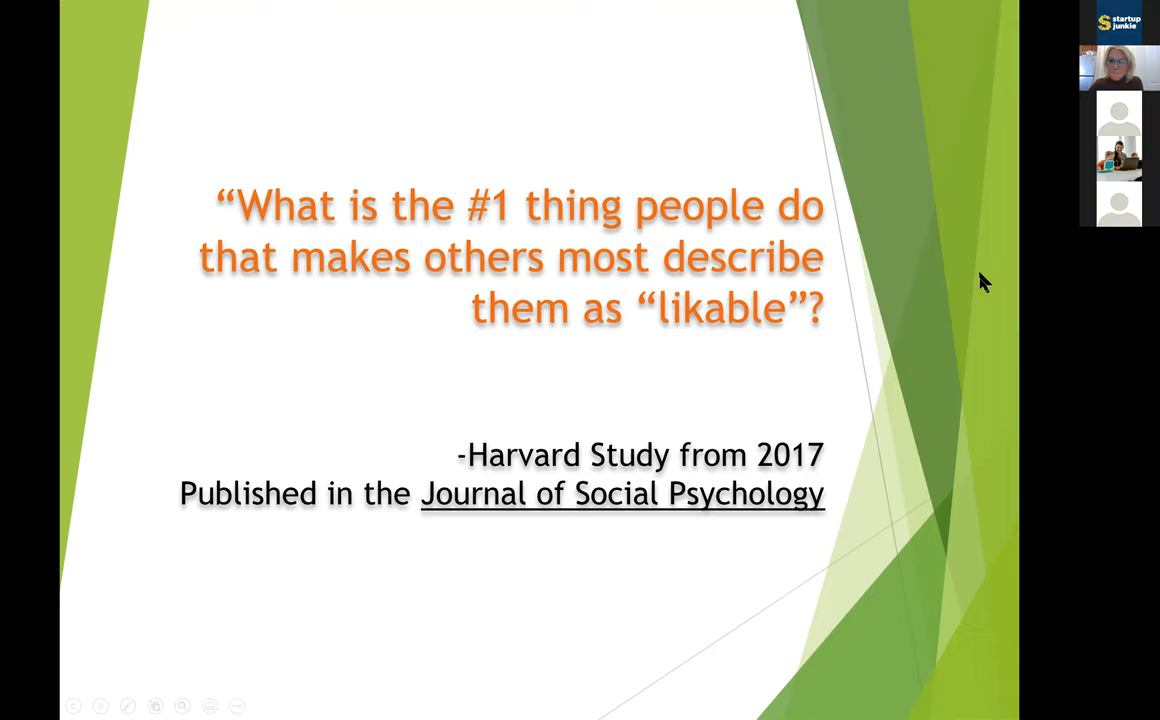 “What is the #1 thing people do
that makes others most describe
them as “likable”?
-Harvard Study from 2017
Published in the Journal of Social Psychology
startup
junkie